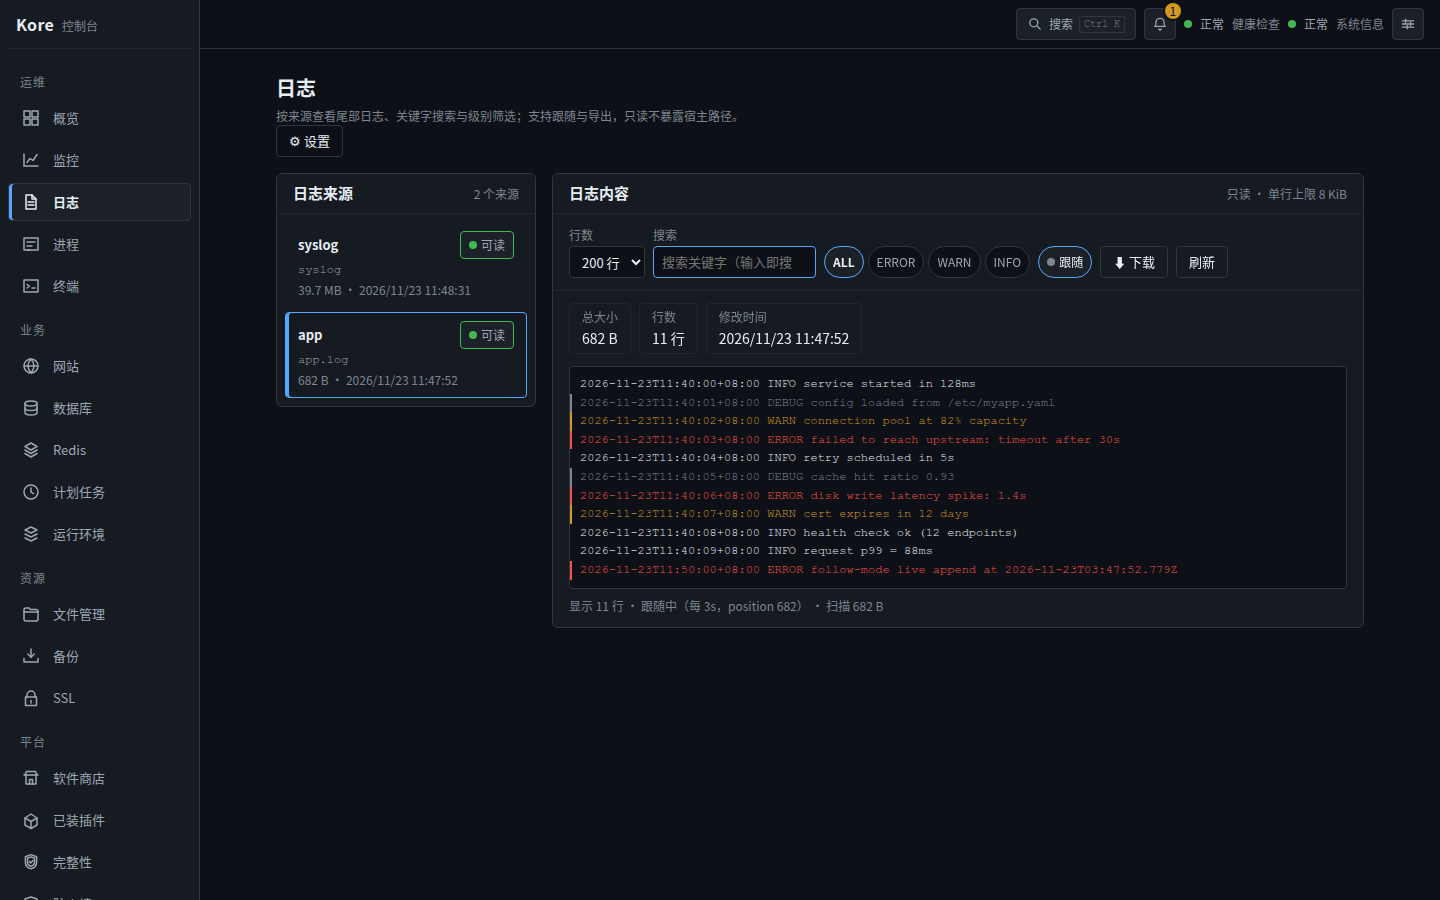 Kore 控制台
搜索 Ctrl K
1
正常 健康检查
正常 系统信息
运维
概览
监控
日志
进程
终端
业务
网站
数据库
Redis
计划任务
运行环境
资源
文件管理
备份
SSL
平台
软件商店
已装插件
完整性
日志
按来源查看尾部日志、关键字搜索与级别筛选；支持跟随与导出，只读不暴露宿主路径。
⚙ 设置
日志来源 2 个来源
syslog 可读
syslog
39.7 MB • 2026/11/23 11:48:31
app 可读
app.log
682 B • 2026/11/23 11:47:52
日志内容 只读 • 单行上限 8 KiB
行数 搜索
200 行 搜索关键字（输入即搜 ALL ERROR WARN INFO 跟随 ⬇ 下载 刷新
总大小 行数 修改时间
682 B 11 行 2026/11/23 11:47:52
2026-11-23T11:40:00+08:00 INFO service started in 128ms
2026-11-23T11:40:01+08:00 DEBUG config loaded from /etc/myapp.yaml
2026-11-23T11:40:02+08:00 WARN connection pool at 82% capacity
2026-11-23T11:40:03+08:00 ERROR failed to reach upstream: timeout after 30s
2026-11-23T11:40:04+08:00 INFO retry scheduled in 5s
2026-11-23T11:40:05+08:00 DEBUG cache hit ratio 0.93
2026-11-23T11:40:06+08:00 ERROR disk write latency spike: 1.4s
2026-11-23T11:40:07+08:00 WARN cert expires in 12 days
2026-11-23T11:40:08+08:00 INFO health check ok (12 endpoints)
2026-11-23T11:40:09+08:00 INFO request p99 = 88ms
2026-11-23T11:50:00+08:00 ERROR follow-mode live append at 2026-11-23T03:47:52.779Z
显示 11 行 • 跟随中（每 3s，position 682） • 扫描 682 B